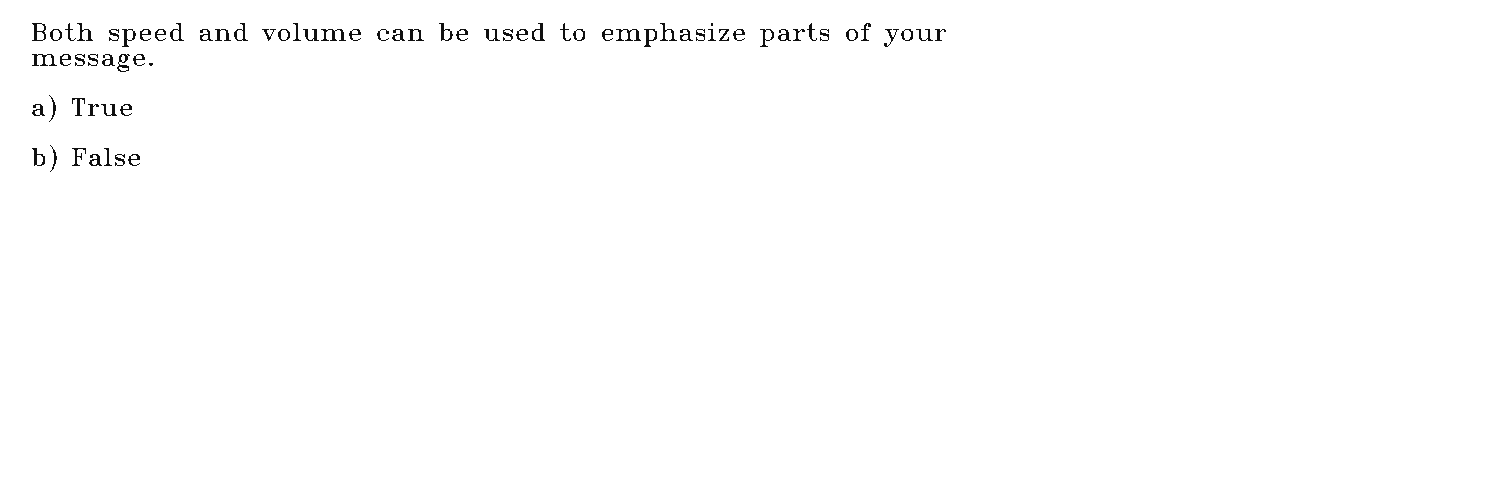 Both speed and volume can be used to emphasize parts of your
message.
a) True
b) False